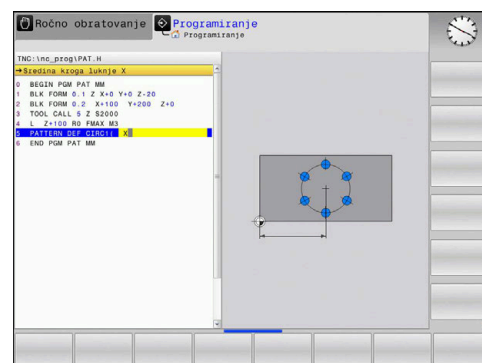 Ročno obratovanje
Programiranje
Programiranje
TNC:\nc_prog\PAT.H
→Sredina kroga luknje X
0 BEGIN PGM PAT MM
1 BLK FORM 0.1 Z X+0 Y+0 Z-20
2 BLK FORM 0.2 X+100 Y+200 Z+0
3 TOOL CALL 5 Z S2000
4 L Z+100 R0 FMAX M3
5 PATTERN DEF CIRC1( X
6 END PGM PAT MM